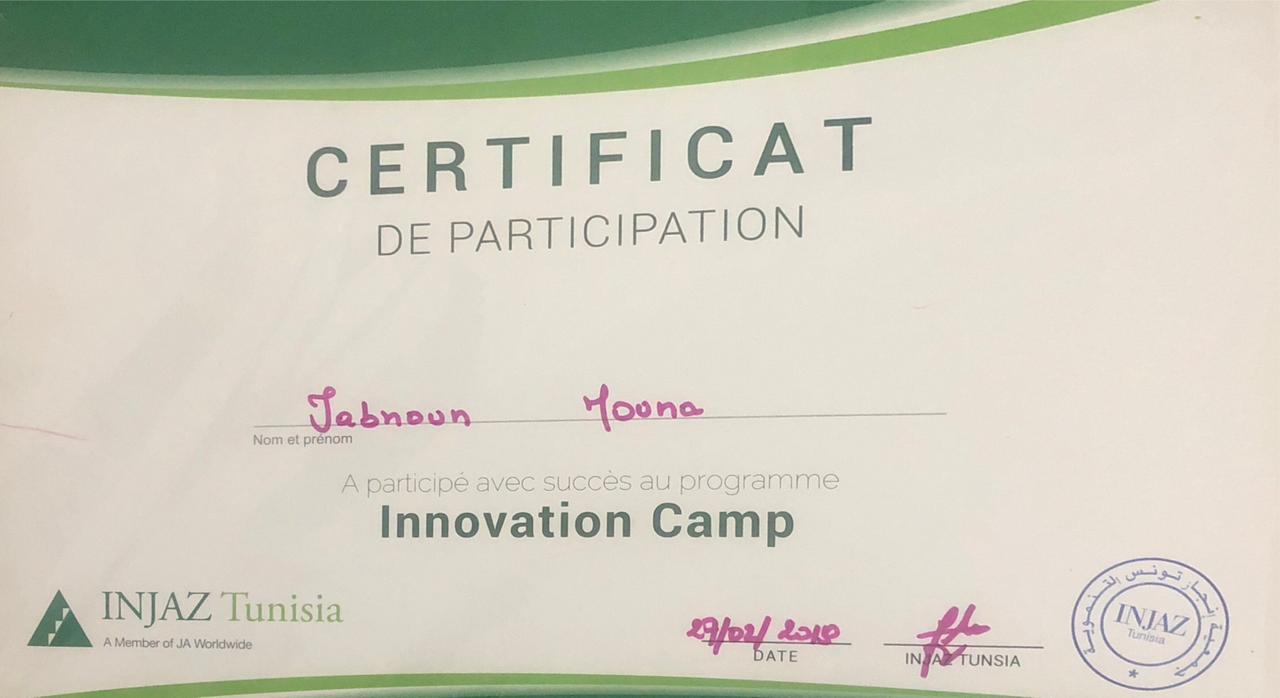 CERTIFICAT
DE PARTICIPATION
Jabnoun Mouna
Nom et prénom
A participé avec succès au programme
Innovation Camp
INJAZ Tunisia
A Member of JA Worldwide
29/02/2018
DATE
INJAZ TUNSIA
جمعية إنجاز تونس التنموية
INJAZ
Tunisia